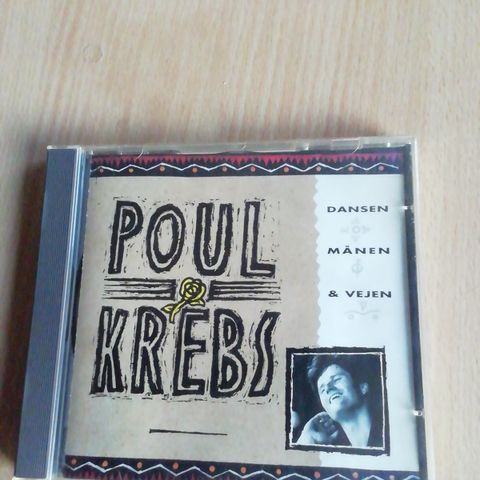 POUL
KREBS
DANSEN
MÅNEN
& VEJEN